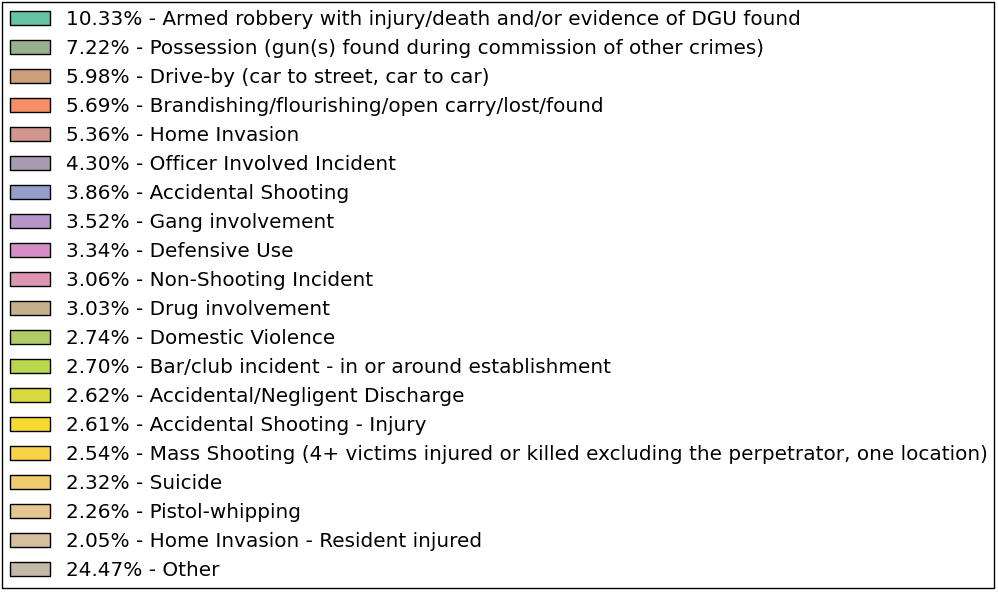 10.33% - Armed robbery with injury/death and/or evidence of DGU found
7.22% - Possession (gun(s) found during commission of other crimes)
5.98% - Drive-by (car to street, car to car)
5.69% - Brandishing/flourishing/open carry/lost/found
5.36% - Home Invasion
4.30% - Officer Involved Incident
3.86% - Accidental Shooting
3.52% - Gang involvement
3.34% - Defensive Use
3.06% - Non-Shooting Incident
3.03% - Drug involvement
2.74% - Domestic Violence
2.70% - Bar/club incident - in or around establishment
2.62% - Accidental/Negligent Discharge
2.61% - Accidental Shooting - Injury
2.54% - Mass Shooting (4+ victims injured or killed excluding the perpetrator, one location)
2.32% - Suicide
2.26% - Pistol-whipping
2.05% - Home Invasion - Resident injured
24.47% - Other